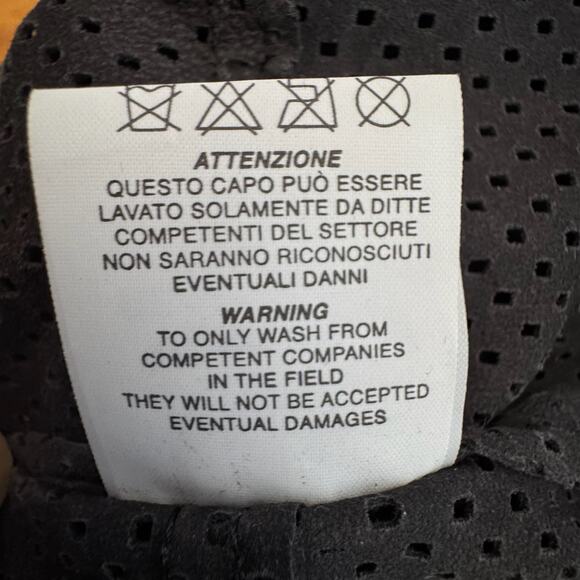 ATTENZIONE
QUESTO CAPO PUÒ ESSERE
LAVATO SOLAMENTE DA DITTE
COMPETENTI DEL SETTORE
NON SARANNO RICONOSCIUTI
EVENTUALI DANNI
WARNING
TO ONLY WASH FROM
COMPETENT COMPANIES
IN THE FIELD
THEY WILL NOT BE ACCEPTED
EVENTUAL DAMAGES